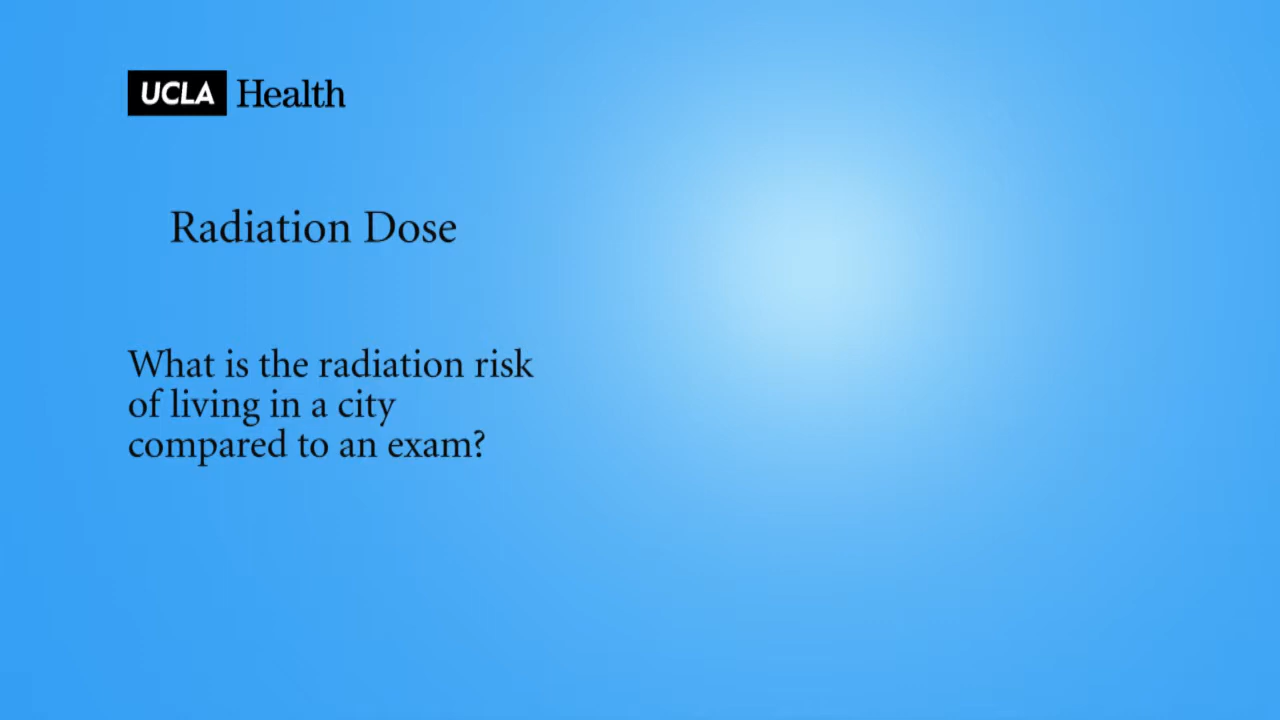 UCLA Health
Radiation Dose
What is the radiation risk
of living in a city
compared to an exam?